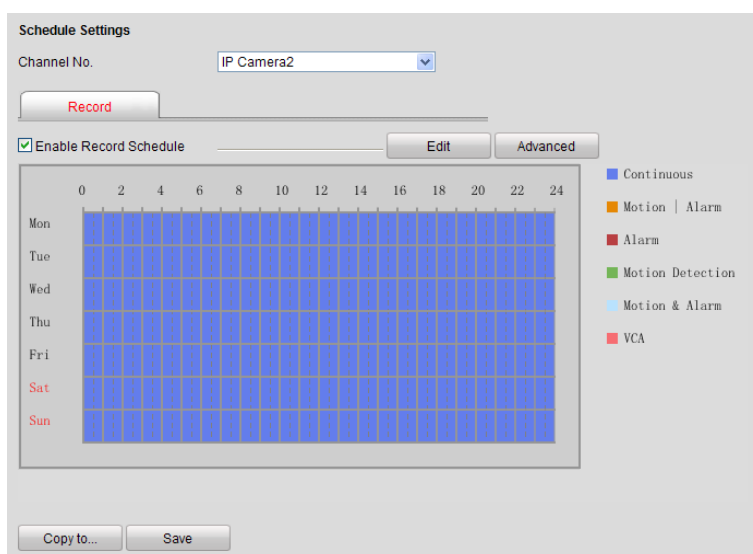 Schedule Settings
Channel No. IP Camera2
Record
Enable Record Schedule Edit Advanced
0 2 4 6 8 10 12 14 16 18 20 22 24
Mon
Tue
Wed
Thu
Fri
Sat
Sun
Continuous
Motion | Alarm
Alarm
Motion Detection
Motion & Alarm
VCA
Copy to... Save